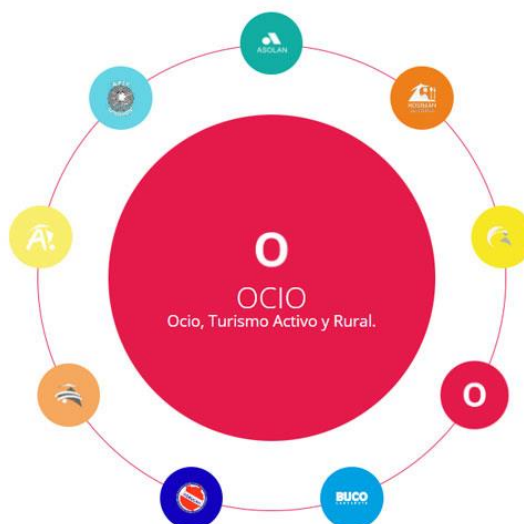 ASOLAN
O
OCIO
Ocio, Turismo Activo y Rural.
O
BUCO